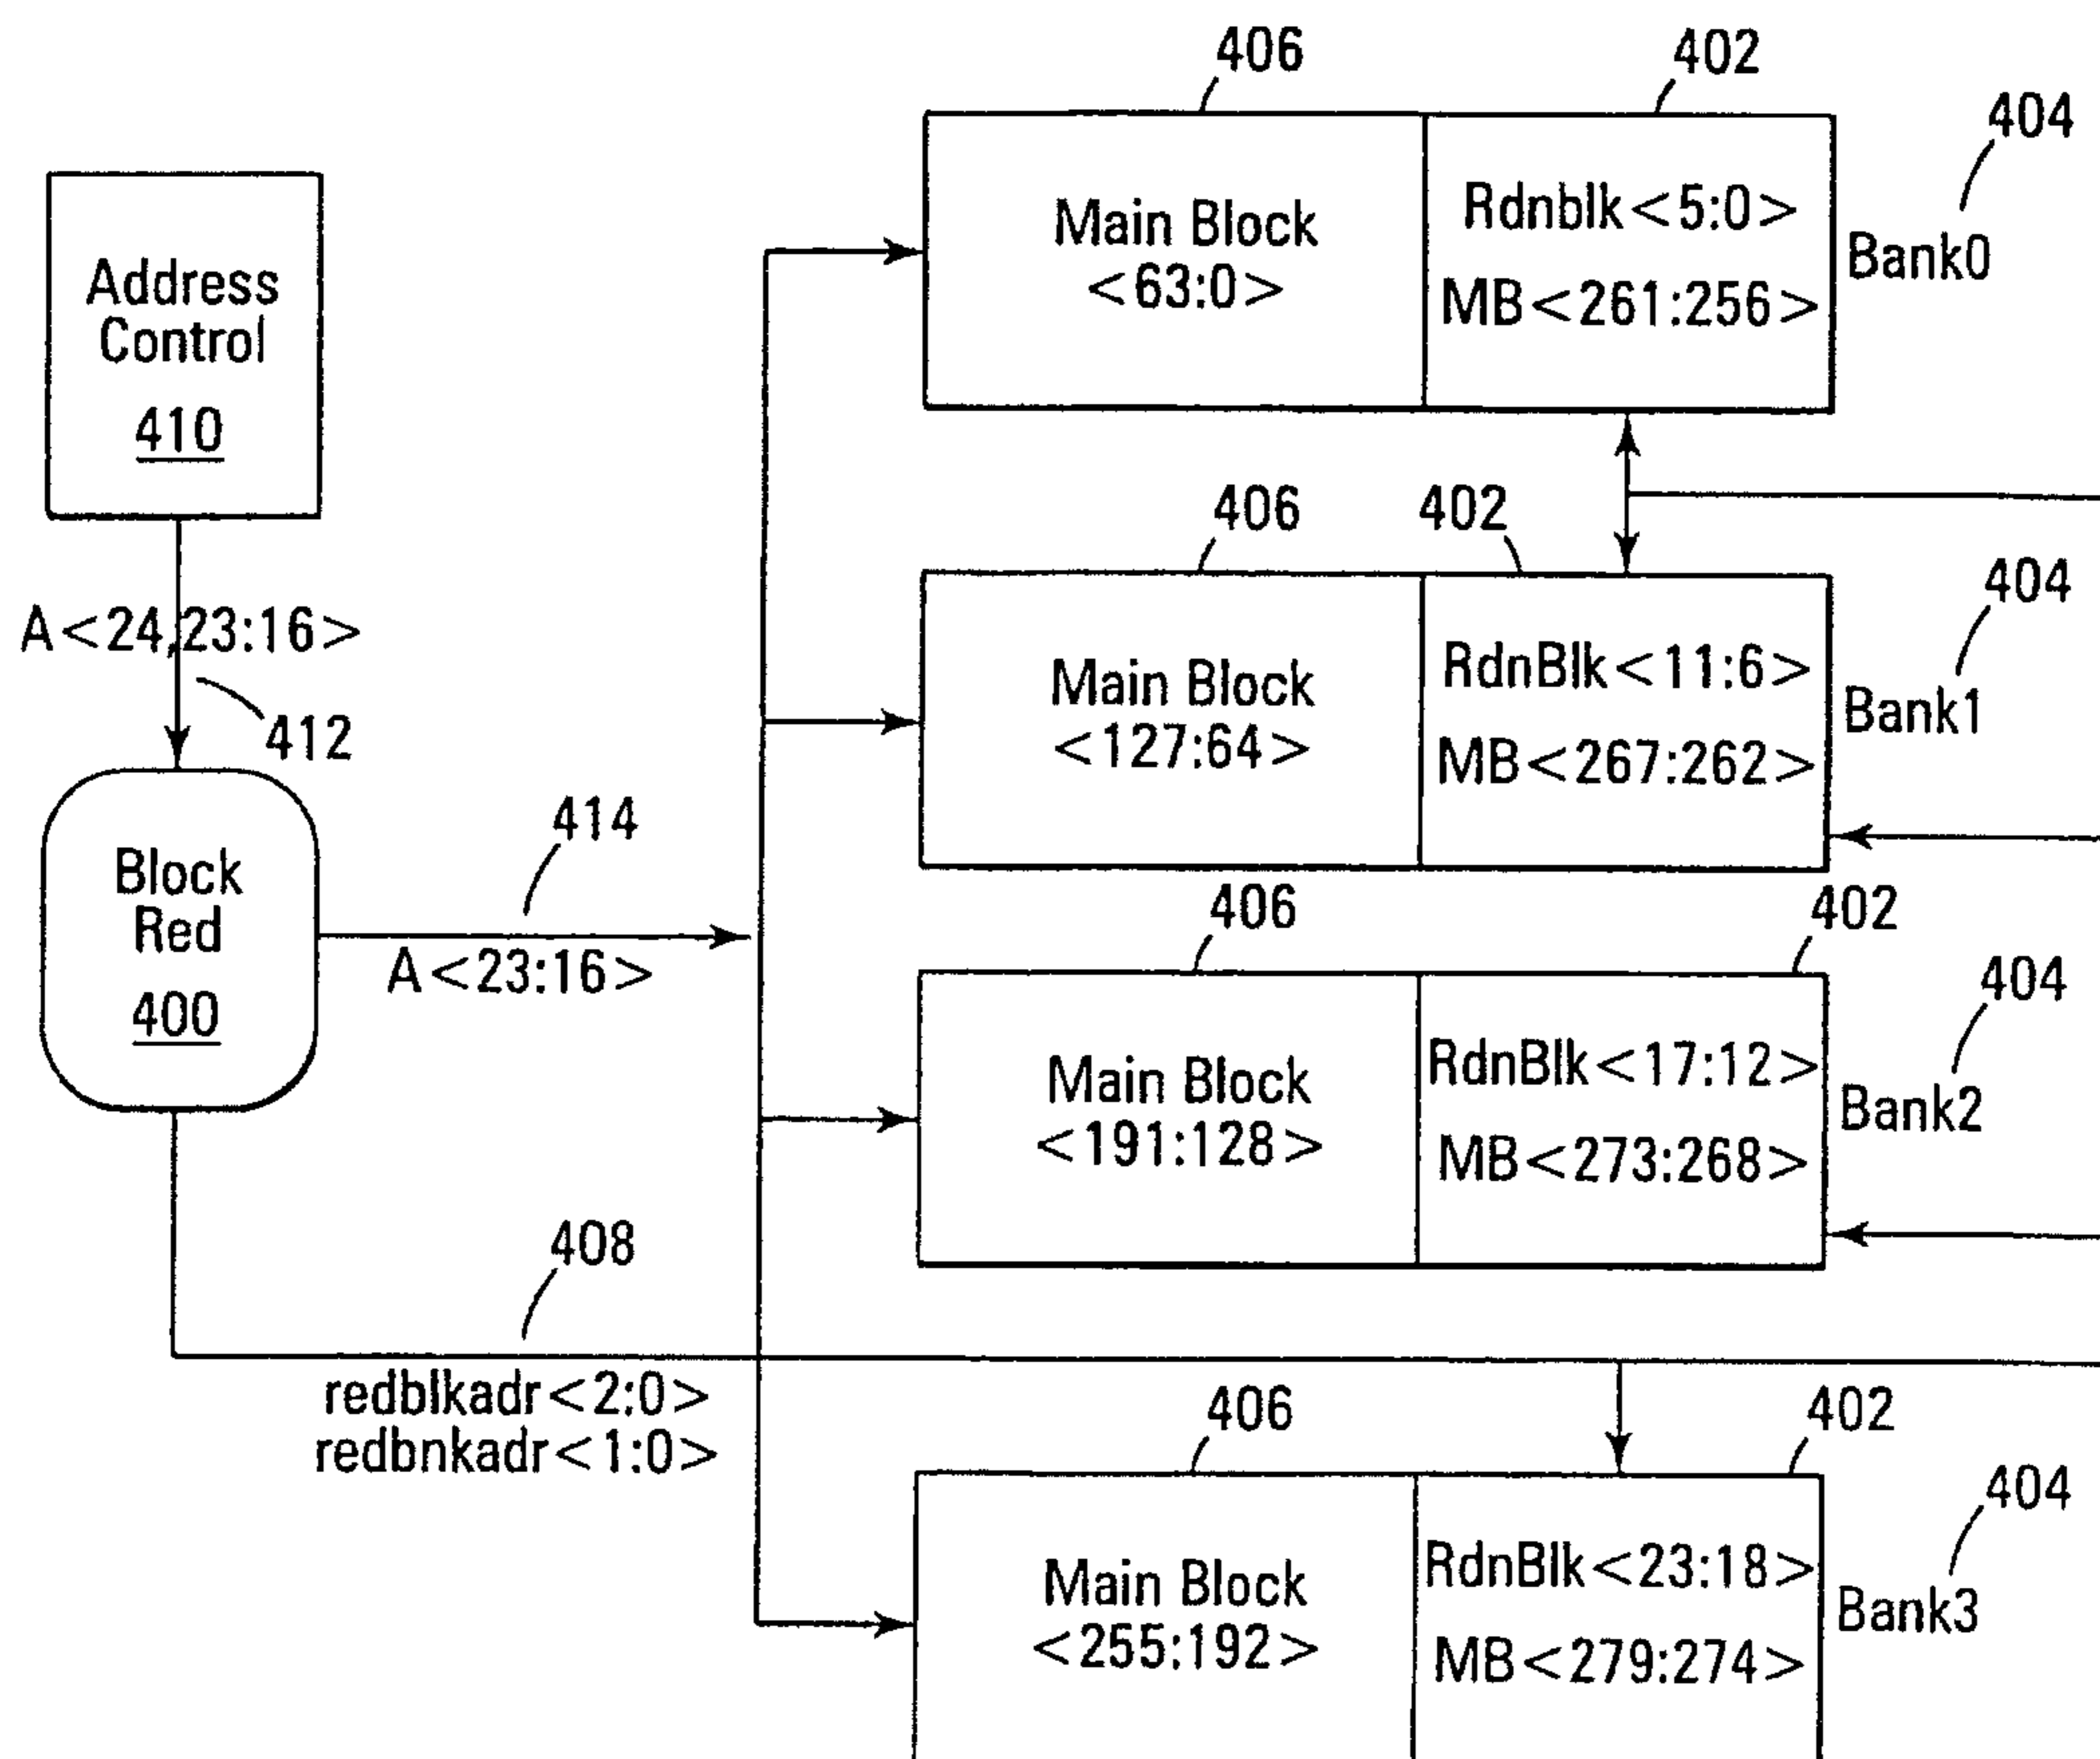 406
402
404
Address
Control
410
Main Block
<63:0>
Rdnblk<5:0>
MB<261:256>
Bank0
406
402
404
A<24,23:16>
412
Main Block
<127:64>
RdnBlk<11:6>
MB<267:262>
Bank1
Block
Red
400
414
A<23:16>
406
402
404
Main Block
<191:128>
RdnBlk<17:12>
MB<273:268>
Bank2
408
redblkadr<2:0>
redbnkadr<1:0>
406
402
404
Main Block
<255:192>
RdnBlk<23:18>
MB<279:274>
Bank3